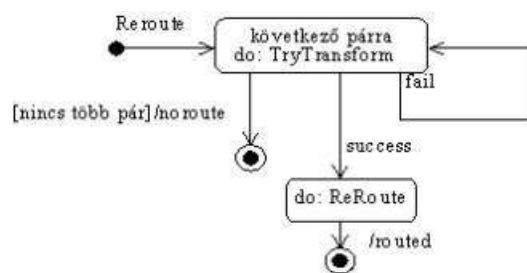 Reroute
következő párra
do: TryTransform
fail
[nincs több pár]/noroute
success
do: ReRoute
/routed